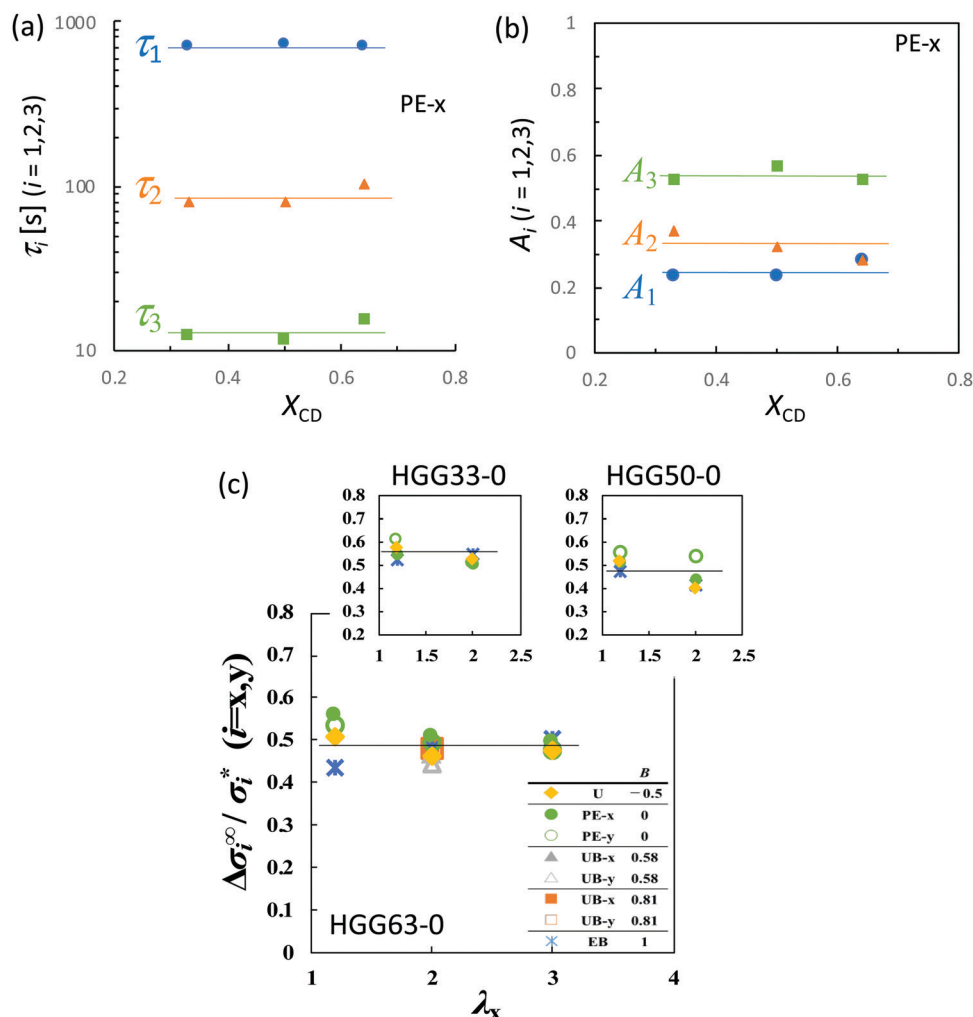 (a)
1000
100
10
τi [s] (i = 1,2,3)
τ1
τ2
τ3
PE-x
0.2 0.4 0.6 0.8
XCD
(b)
1
0.8
0.6
0.4
0.2
0
Ai (i = 1,2,3)
PE-x
A3
A2
A1
0.2 0.4 0.6 0.8
XCD
(c)
HGG33-0
0.8
0.7
0.6
0.5
0.4
0.3
0.2
1 1.5 2 2.5
HGG50-0
0.8
0.7
0.6
0.5
0.4
0.3
0.2
1 1.5 2 2.5
0.8
0.7
0.6
0.5
0.4
0.3
0.2
0.1
0
Δσi∞/ σi* (i=x,y)
B
U −0.5
PE-x 0
PE-y 0
UB-x 0.58
UB-y 0.58
UB-x 0.81
UB-y 0.81
EB 1
HGG63-0
1 2 3 4
λx